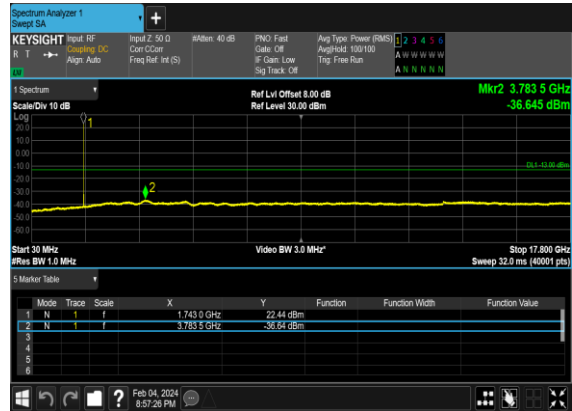 Spectrum Analyzer 1
Swept SA
+
KEYSIGHT Input: RF Input Z: 50 Ω #Atten: 40 dB PNO: Fast Avg Type: Power (RMS) 1 2 3 4 5 6
R T Coupling: DC Corr CCorr Gate: Off Avg|Hold: 100/100 A W W W W W
Align: Auto Freq Ref: Int (S) IF Gain: Low Trig: Free Run A N N N N N
Sig Track: Off
1 Spectrum Ref Lvl Offset 8.00 dB Mkr2 3.783 5 GHz
Scale/Div 10 dB Ref Level 30.00 dBm -36.645 dBm
Log
20.0
10.0
0.00
-10.0
-20.0
-30.0
-40.0
-50.0
-60.0
1
2
DL1 -13.00 dBm
Start 30 MHz Video BW 3.0 MHz* Stop 17.800 GHz
#Res BW 1.0 MHz Sweep 32.0 ms (40001 pts)
5 Marker Table
Mode Trace Scale X Y Function Function Width Function Value
1 N 1 f 1.743 0 GHz 22.44 dBm
2 N 1 f 3.783 5 GHz -36.64 dBm
3
4
5
6
? Feb 04, 2024
8:57:26 PM